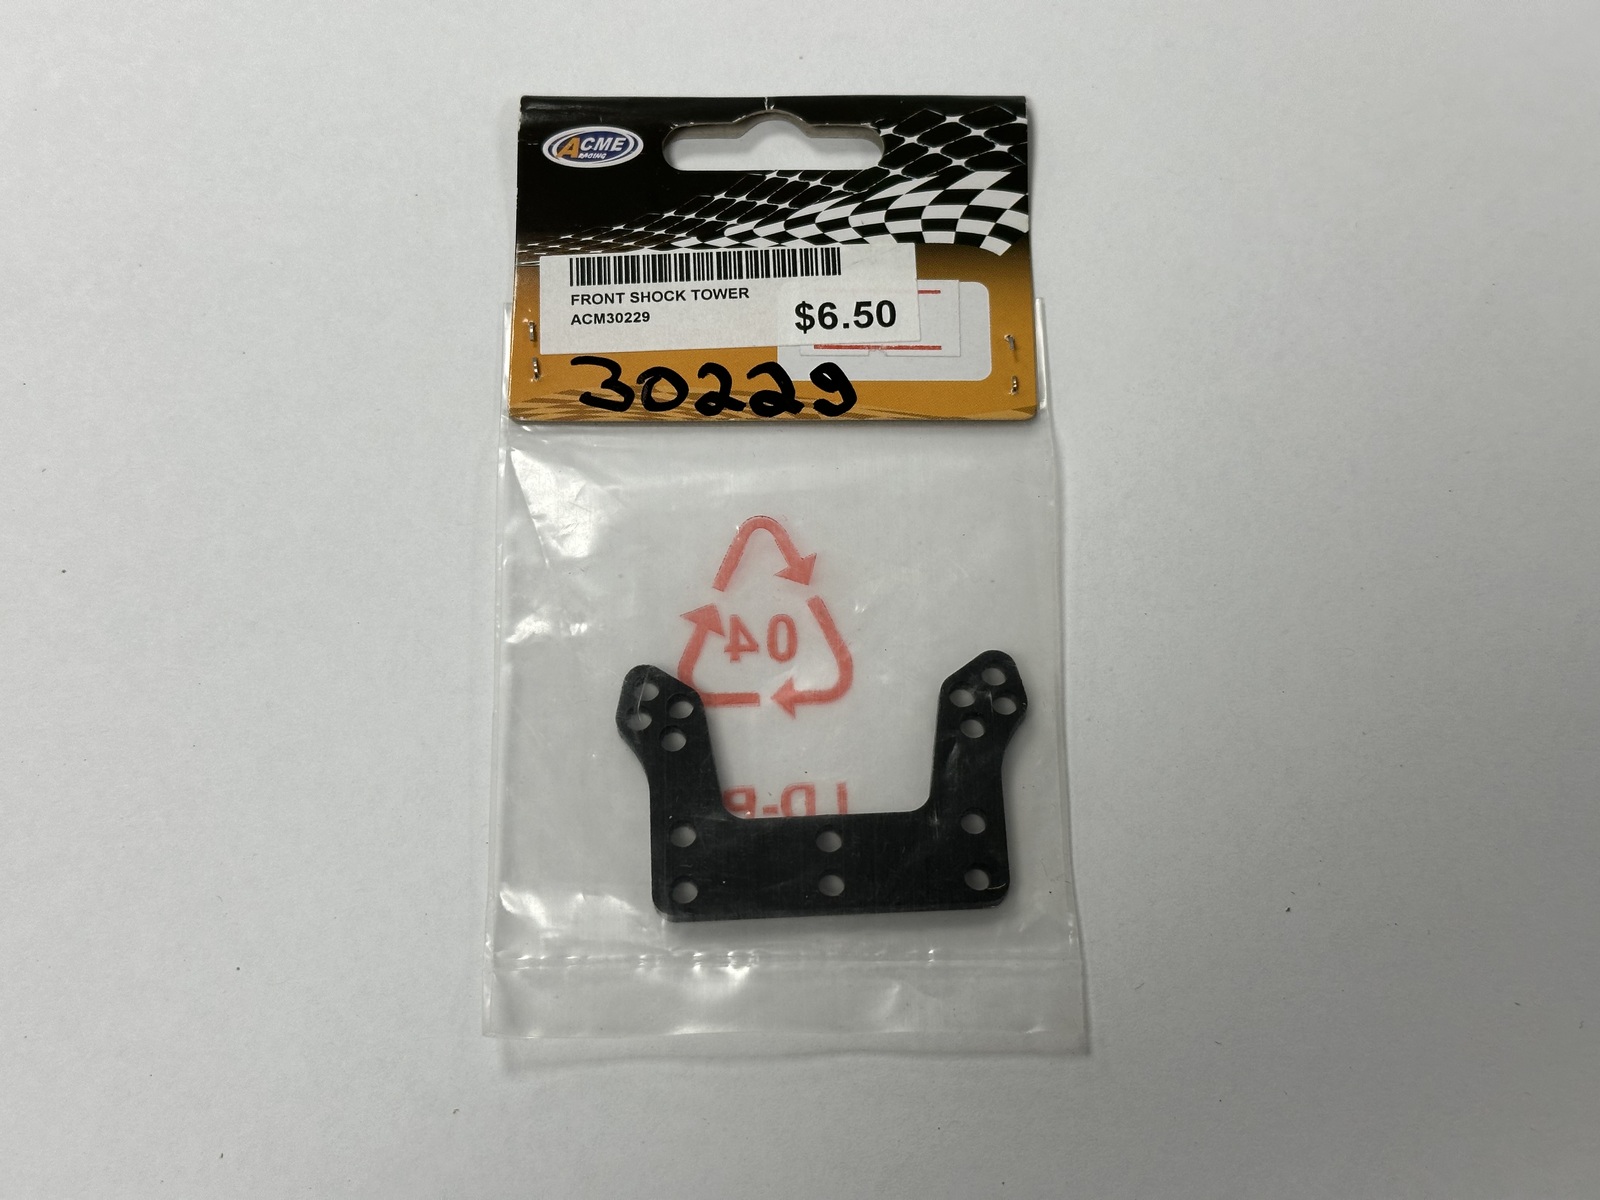 ACME
RACING
FRONT SHOCK TOWER
ACM30229
$6.50
30229
04